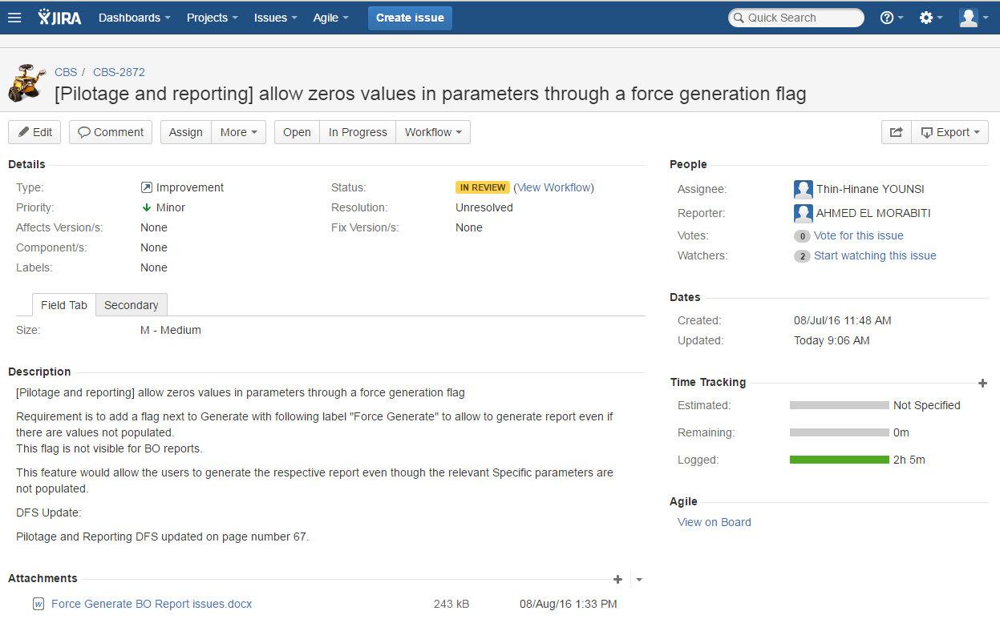 JIRA Dashboards Projects Issues Agile Create issue Quick Search
CBS / CBS-2872
[Pilotage and reporting] allow zeros values in parameters through a force generation flag
Edit Comment Assign More Open In Progress Workflow Export
Details
Type: Improvement Status: IN REVIEW (View Workflow)
Priority: Minor Resolution: Unresolved
Affects Version/s: None Fix Version/s: None
Component/s: None
Labels: None
Field Tab Secondary
Size: M - Medium
Description
[Pilotage and reporting] allow zeros values in parameters through a force generation flag
Requirement is to add a flag next to Generate with following label "Force Generate" to allow to generate report even if
there are values not populated.
This flag is not visible for BO reports.
This feature would allow the users to generate the respective report even though the relevant Specific parameters are
not populated.
DFS Update:
Pilotage and Reporting DFS updated on page number 67.
Attachments
W Force Generate BO Report issues.docx 243 kB 08/Aug/16 1:33 PM
People
Assignee: Thin-Hinane YOUNSI
Reporter: AHMED EL MORABITI
Votes: 0 Vote for this issue
Watchers: 2 Start watching this issue
Dates
Created: 08/Jul/16 11:48 AM
Updated: Today 9:06 AM
Time Tracking
Estimated: Not Specified
Remaining: 0m
Logged: 2h 5m
Agile
View on Board